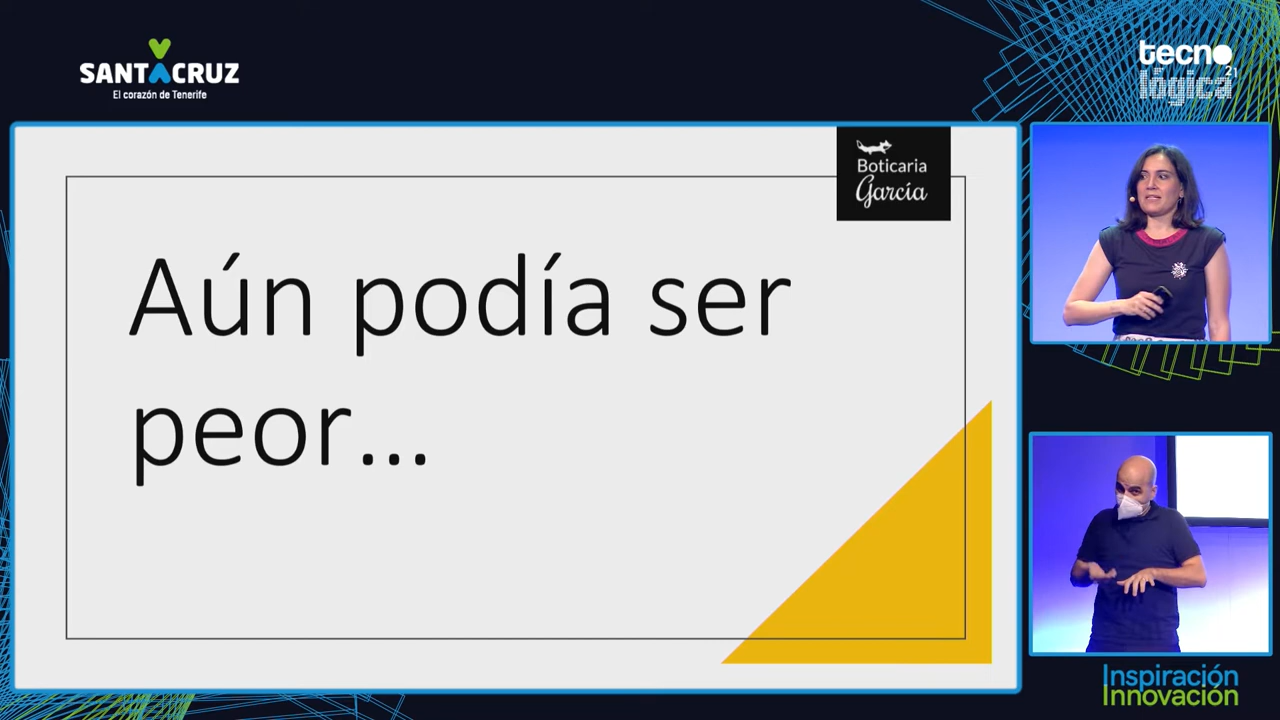 SANTACRUZ
El corazón de Tenerife
tecno
lógica
21
Boticaria
García
Aún podía ser
peor...
Inspiración
Innovación